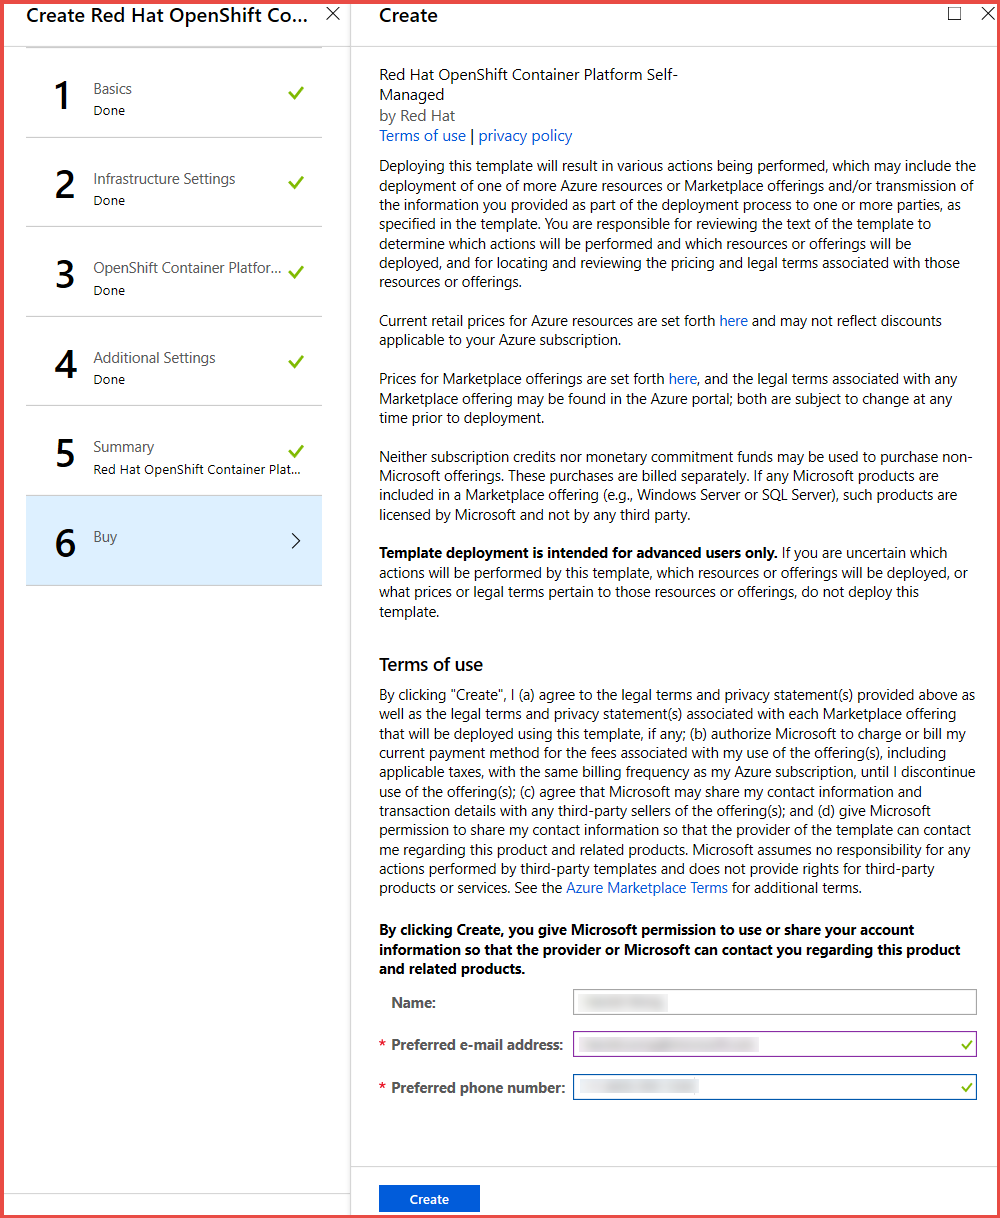 Create Red Hat OpenShift Co...
1
Basics
Done
2
Infrastructure Settings
Done
3
OpenShift Container Platfor...
Done
4
Additional Settings
Done
5
Summary
Red Hat OpenShift Container Plat...
6
Buy
Create
Red Hat OpenShift Container Platform Self-
Managed
by Red Hat
Terms of use | privacy policy
Deploying this template will result in various actions being performed, which may include the
deployment of one of more Azure resources or Marketplace offerings and/or transmission of
the information you provided as part of the deployment process to one or more parties, as
specified in the template. You are responsible for reviewing the text of the template to
determine which actions will be performed and which resources or offerings will be
deployed, and for locating and reviewing the pricing and legal terms associated with those
resources or offerings.
Current retail prices for Azure resources are set forth here and may not reflect discounts
applicable to your Azure subscription.
Prices for Marketplace offerings are set forth here, and the legal terms associated with any
Marketplace offering may be found in the Azure portal; both are subject to change at any
time prior to deployment.
Neither subscription credits nor monetary commitment funds may be used to purchase non-
Microsoft offerings. These purchases are billed separately. If any Microsoft products are
included in a Marketplace offering (e.g., Windows Server or SQL Server), such products are
licensed by Microsoft and not by any third party.
Template deployment is intended for advanced users only. If you are uncertain which
actions will be performed by this template, which resources or offerings will be deployed, or
what prices or legal terms pertain to those resources or offerings, do not deploy this
template.
Terms of use
By clicking "Create", I (a) agree to the legal terms and privacy statement(s) provided above as
well as the legal terms and privacy statement(s) associated with each Marketplace offering
that will be deployed using this template, if any; (b) authorize Microsoft to charge or bill my
current payment method for the fees associated with my use of the offering(s), including
applicable taxes, with the same billing frequency as my Azure subscription, until I discontinue
use of the offering(s); (c) agree that Microsoft may share my contact information and
transaction details with any third-party sellers of the offering(s); and (d) give Microsoft
permission to share my contact information so that the provider of the template can contact
me regarding this product and related products. Microsoft assumes no responsibility for any
actions performed by third-party templates and does not provide rights for third-party
products or services. See the Azure Marketplace Terms for additional terms.
By clicking Create, you give Microsoft permission to use or share your account
information so that the provider or Microsoft can contact you regarding this product
and related products.
Name:
* Preferred e-mail address:
* Preferred phone number:
Create